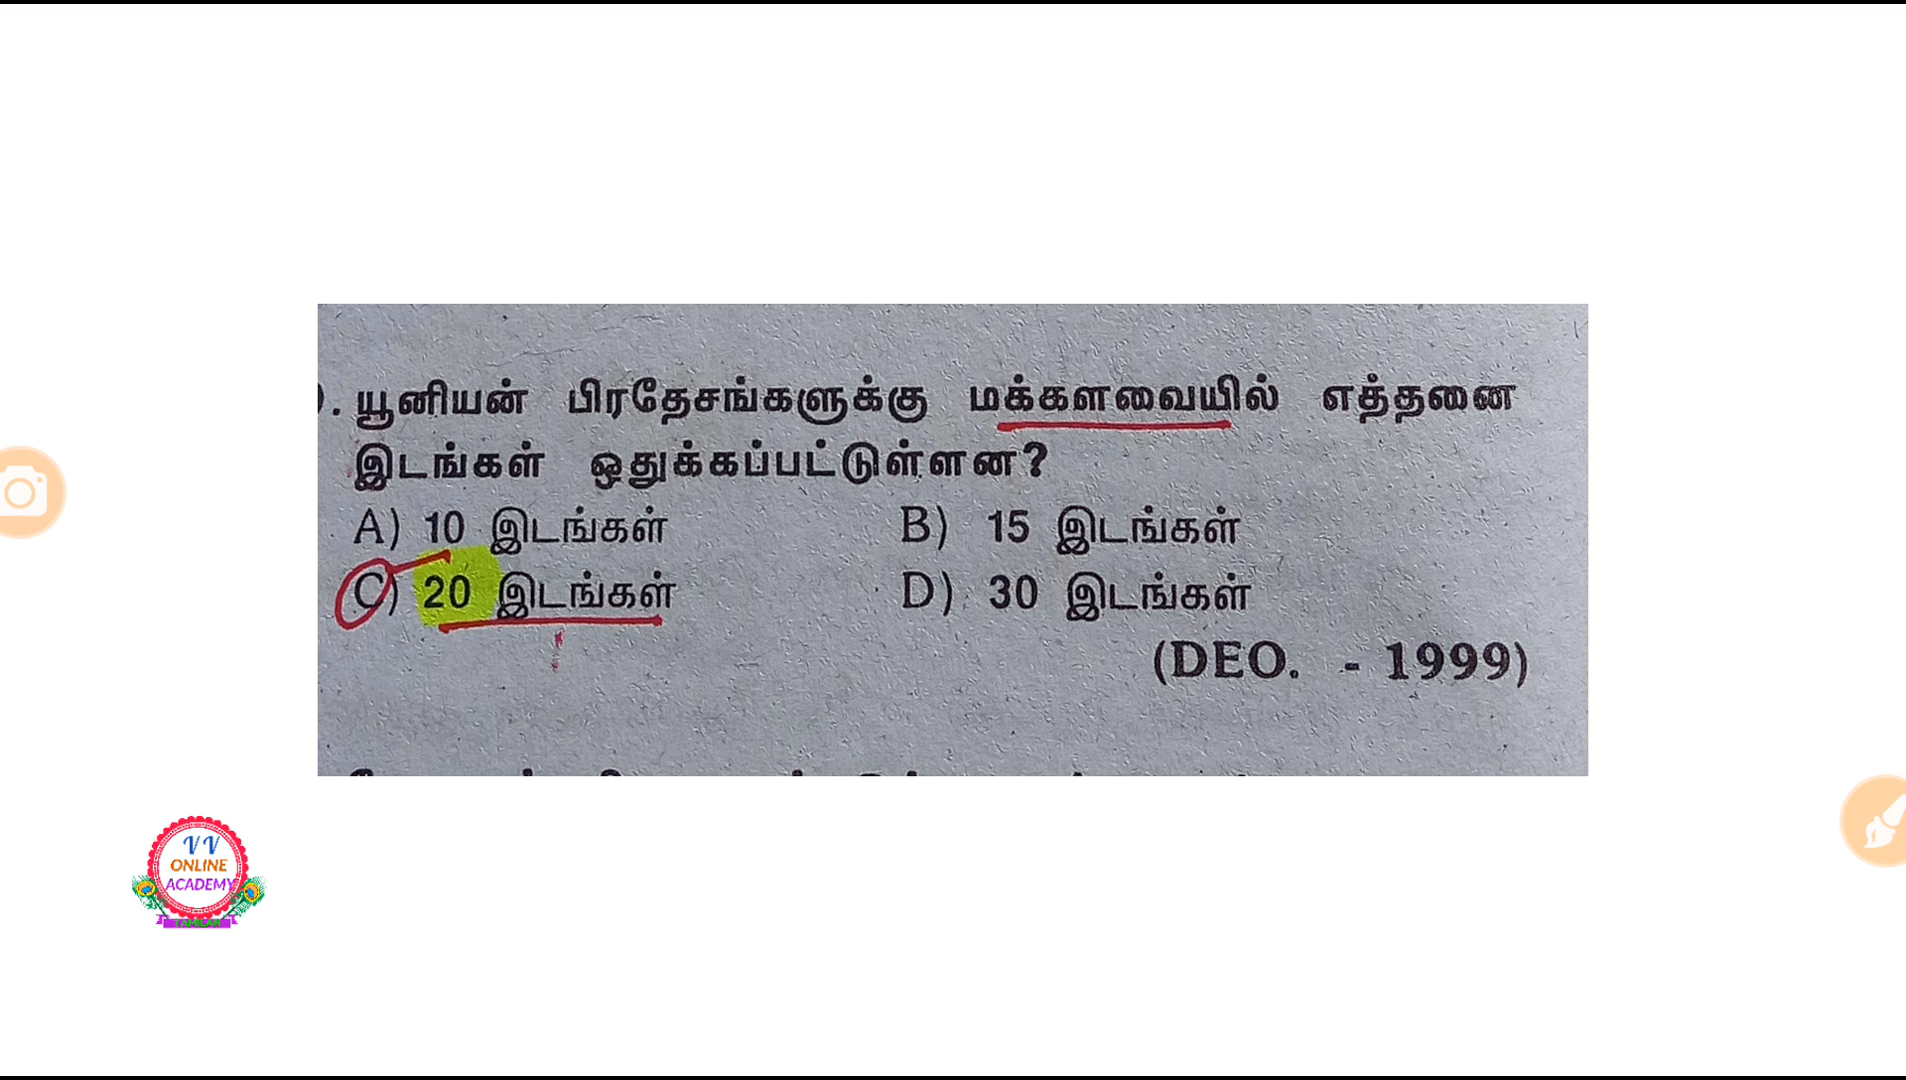 . யூனியன் பிரதேசங்களுக்கு மக்களவையில் எத்தனை
இடங்கள் ஒதுக்கப்பட்டுள்ளன?
A) 10 இடங்கள் B) 15 இடங்கள்
C) 20 இடங்கள் D) 30 இடங்கள்
(DEO. - 1999)
VV
ONLINE
ACADEMY